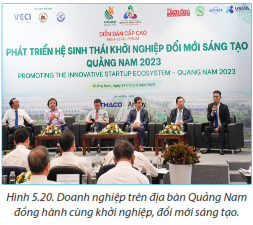 VCCI
DIỄN ĐÀN CẤP CAO
PHÁT TRIỂN HỆ SINH THÁI KHỞI NGHIỆP ĐỔI MỚI SÁNG TẠO
QUẢNG NAM 2023
PROMOTING THE INNOVATIVE STARTUP ECOSYSTEM - QUANG NAM 2023
THACO
Hình 5.20. Doanh nghiệp trên địa bàn Quảng Nam
đồng hành cùng khởi nghiệp, đổi mới sáng tạo.